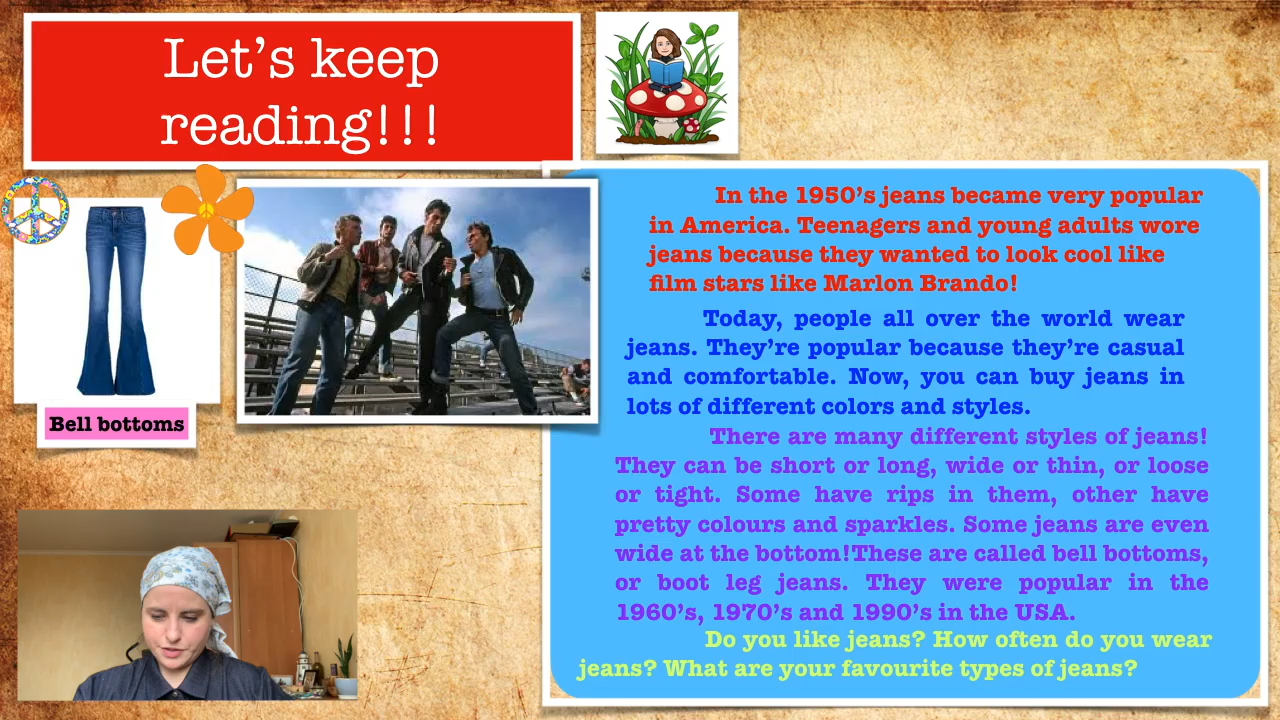 Let’s keep
reading!!!
Bell bottoms
In the 1950’s jeans became very popular
in America. Teenagers and young adults wore
jeans because they wanted to look cool like
film stars like Marlon Brando!
Today, people all over the world wear
jeans. They’re popular because they’re casual
and comfortable. Now, you can buy jeans in
lots of different colors and styles.
There are many different styles of jeans!
They can be short or long, wide or thin, or loose
or tight. Some have rips in them, other have
pretty colours and sparkles. Some jeans are even
wide at the bottom!These are called bell bottoms,
or boot leg jeans. They were popular in the
1960’s, 1970’s and 1990’s in the USA.
Do you like jeans? How often do you wear
jeans? What are your favourite types of jeans?